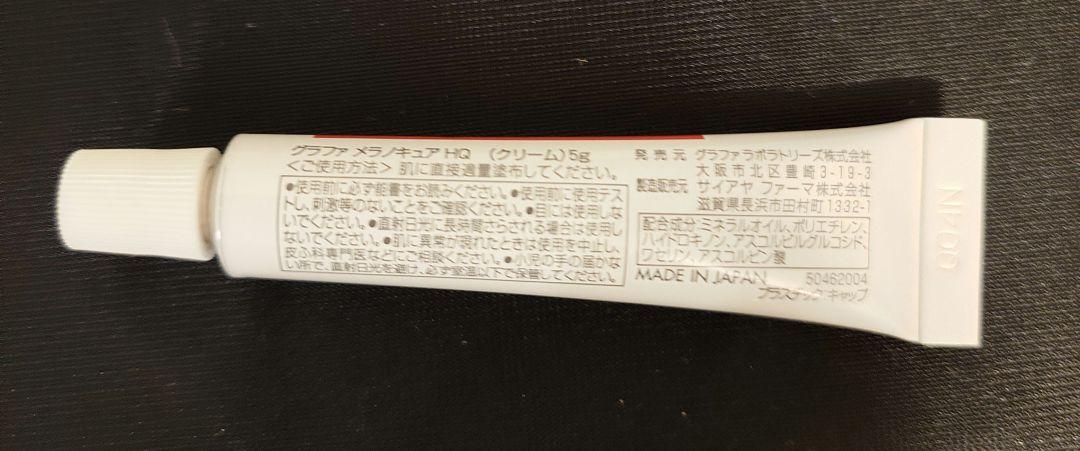 グラファ メラノキュア HQ (クリーム) 5g
<ご使用方法> 肌に直接適量塗布してください。
●使用前に必ず能書をお読みください。●使用前に使用テス
トし、刺激等のないことをご確認ください。●目には使用しな
いでください。●直射日光に長時間さらされる場合は使用し
ないでください。●肌に異常が現れたときは使用を中止し、
皮ふ科専門医などにご相談ください。●小児の手の届かな
い所で、直射日光を避け、必ず室温以下で保管してください。
発売元 グラファラボラトリーズ株式会社
大阪市北区豊崎3-19-3
製造販売元 サイアヤ ファーマ株式会社
滋賀県長浜市田村町1332-1
配合成分:ミネラルオイル、ポリエチレン、
ハイドロキノン、アスコルビルグルコシド、
ワセリン、アスコルビン酸
MADE IN JAPAN 50462004
プラスチック キャップ